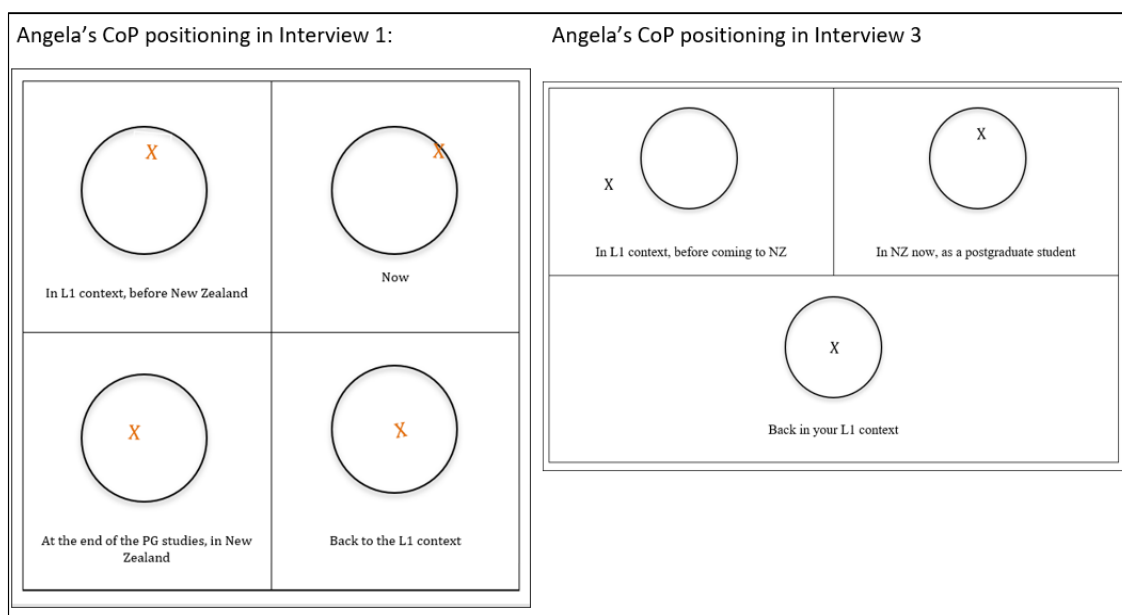 Angela's CoP positioning in Interview 1:
X
X
In L1 context, before New Zealand
Now
X
X
At the end of the PG studies, in New
Zealand
Back to the L1 context
Angela's CoP positioning in Interview 3
X
X
In L1 context, before coming to NZ
In NZ now, as a postgraduate student
X
Back in your L1 context